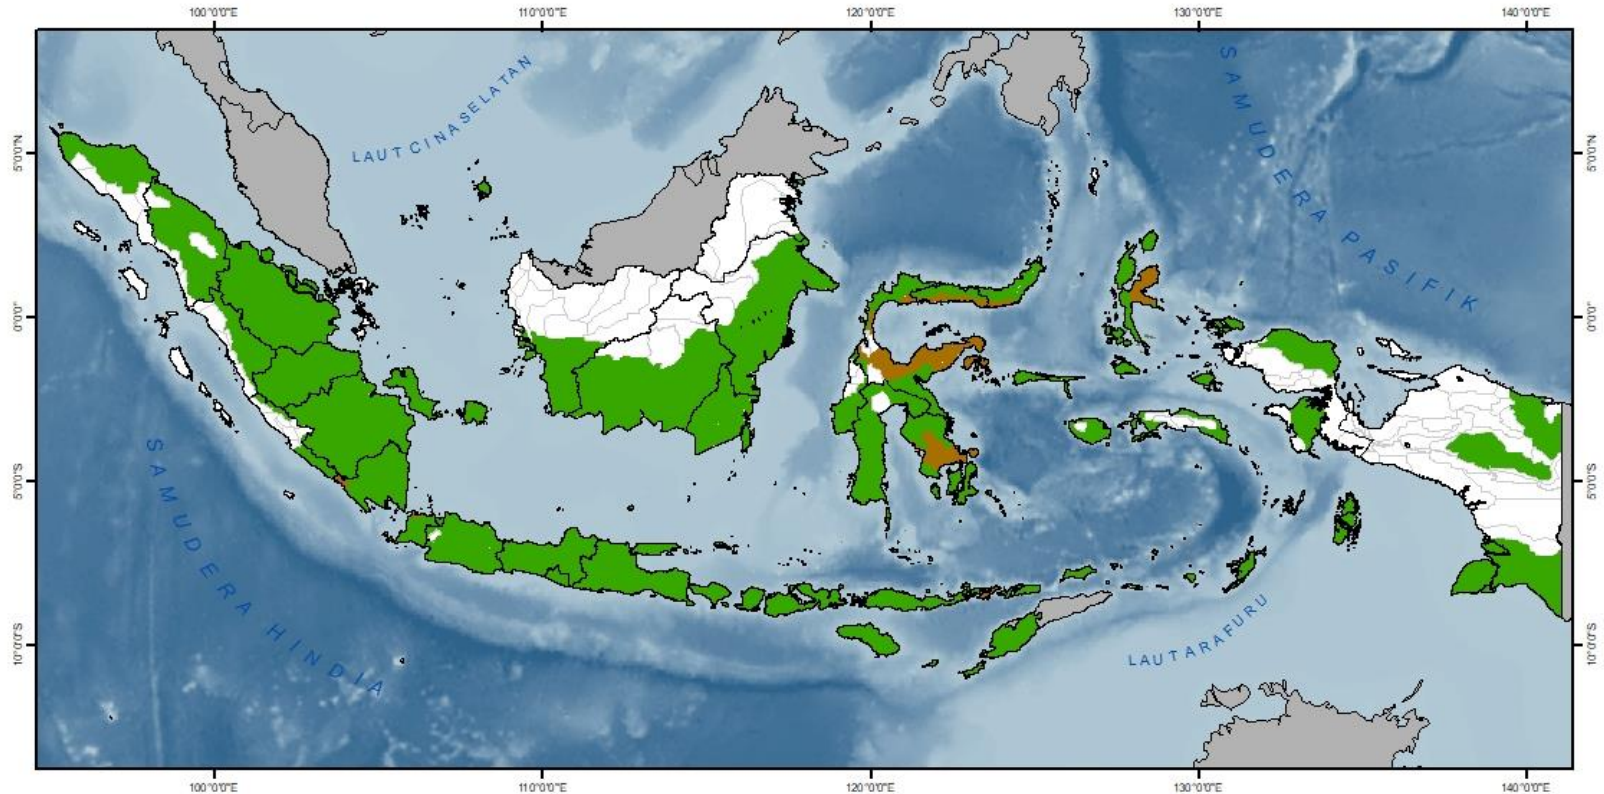 100°0'0"E
110°0'0"E
120°0'0"E
130°0'0"E
140°0'0"E
5°0'0"N
0°0'0"
5°0'0"S
10°0'0"S
LAUT CINA SELATAN
SAMUDERA PASIFIK
SAMUDERA HINDIA
LAUT ARAFURU
5°0'0"N
0°0'0"
5°0'0"S
10°0'0"S
100°0'0"E
110°0'0"E
120°0'0"E
130°0'0"E
140°0'0"E